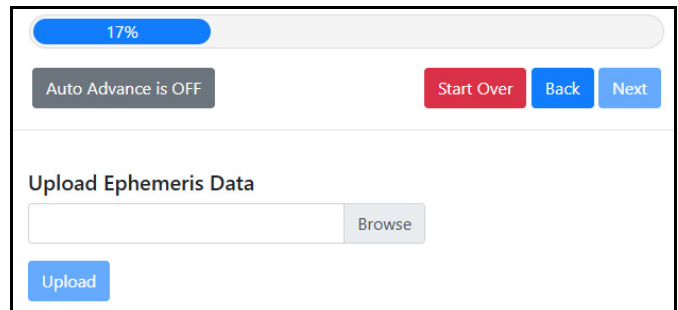 17%
Auto Advance is OFF Start Over Back Next
Upload Ephemeris Data
Browse
Upload